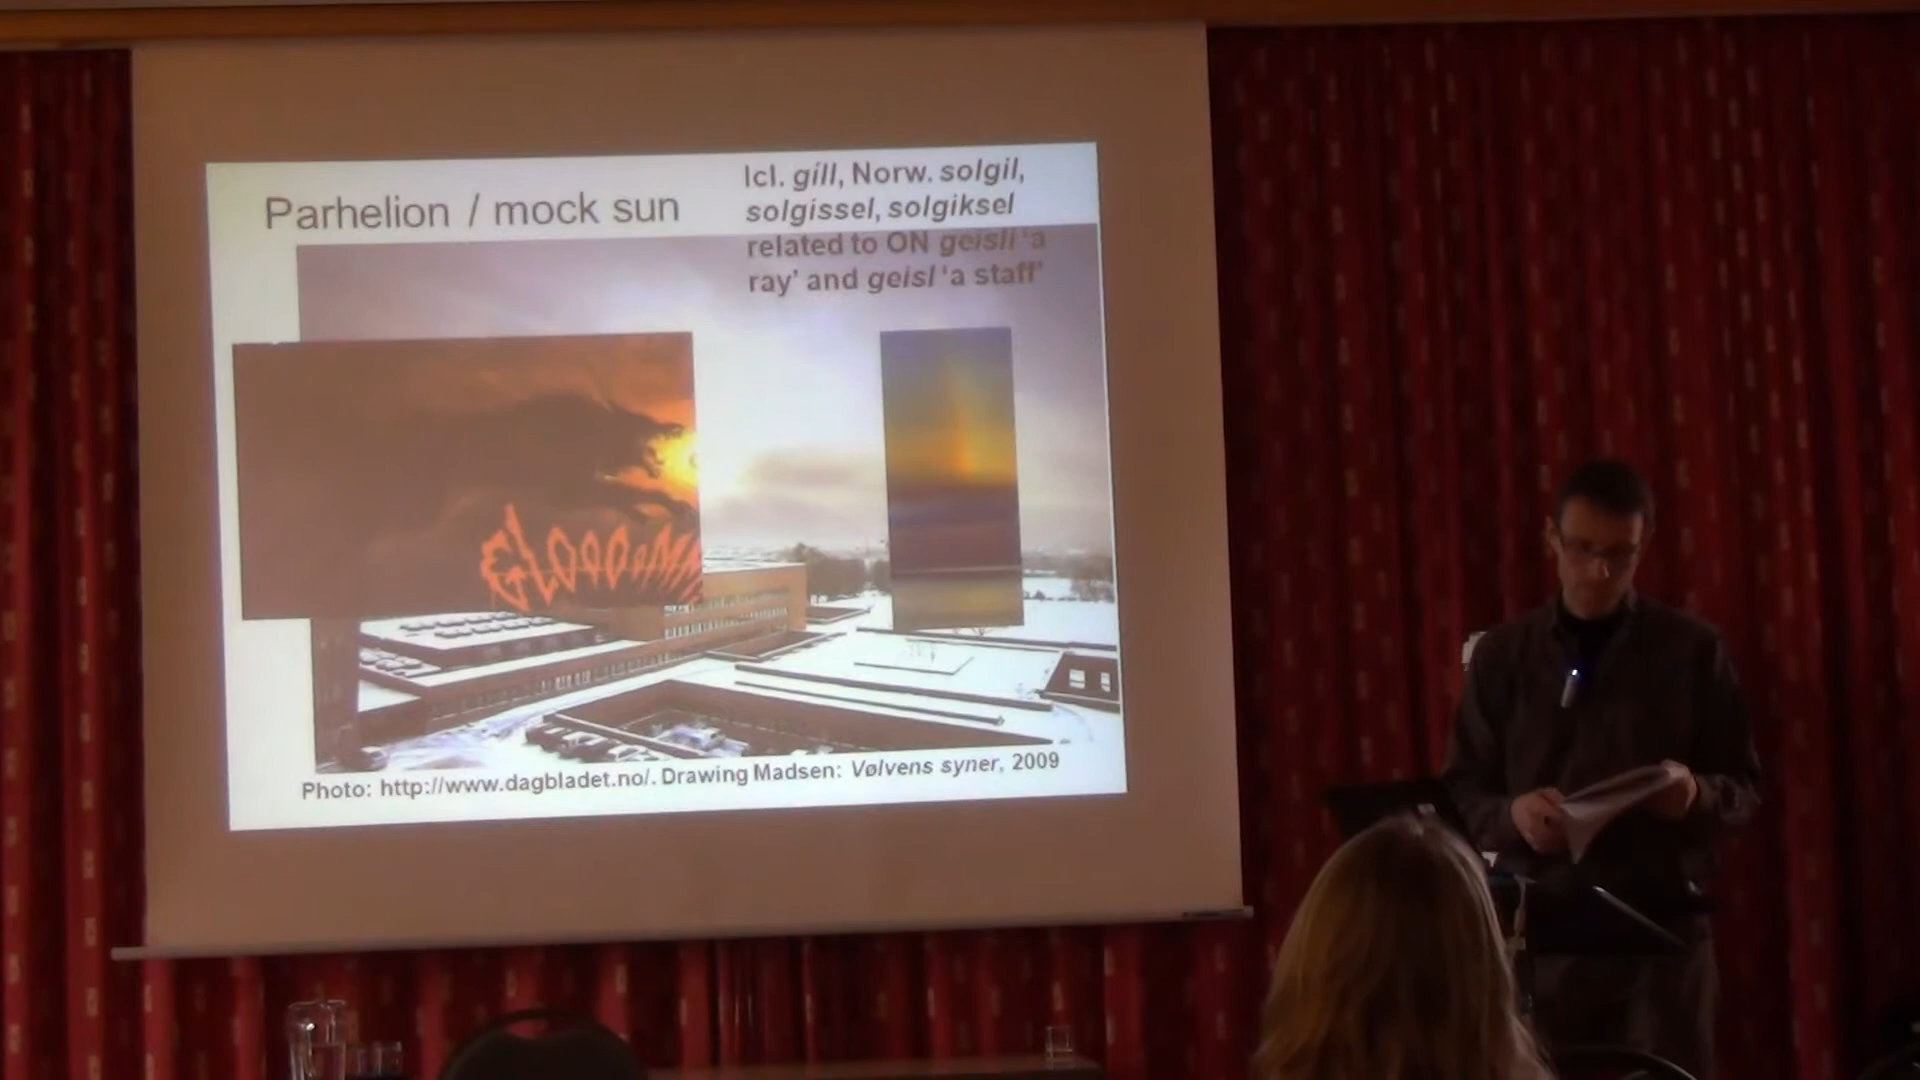 Parhelion / mock sun
Icl. gíll, Norw. solgil,
solgissel, solgiksel
related to ON geisli ‘a
ray’ and geisl ‘a staff’
Photo: http://www.dagbladet.no/. Drawing Madsen: Vølvens syner, 2009